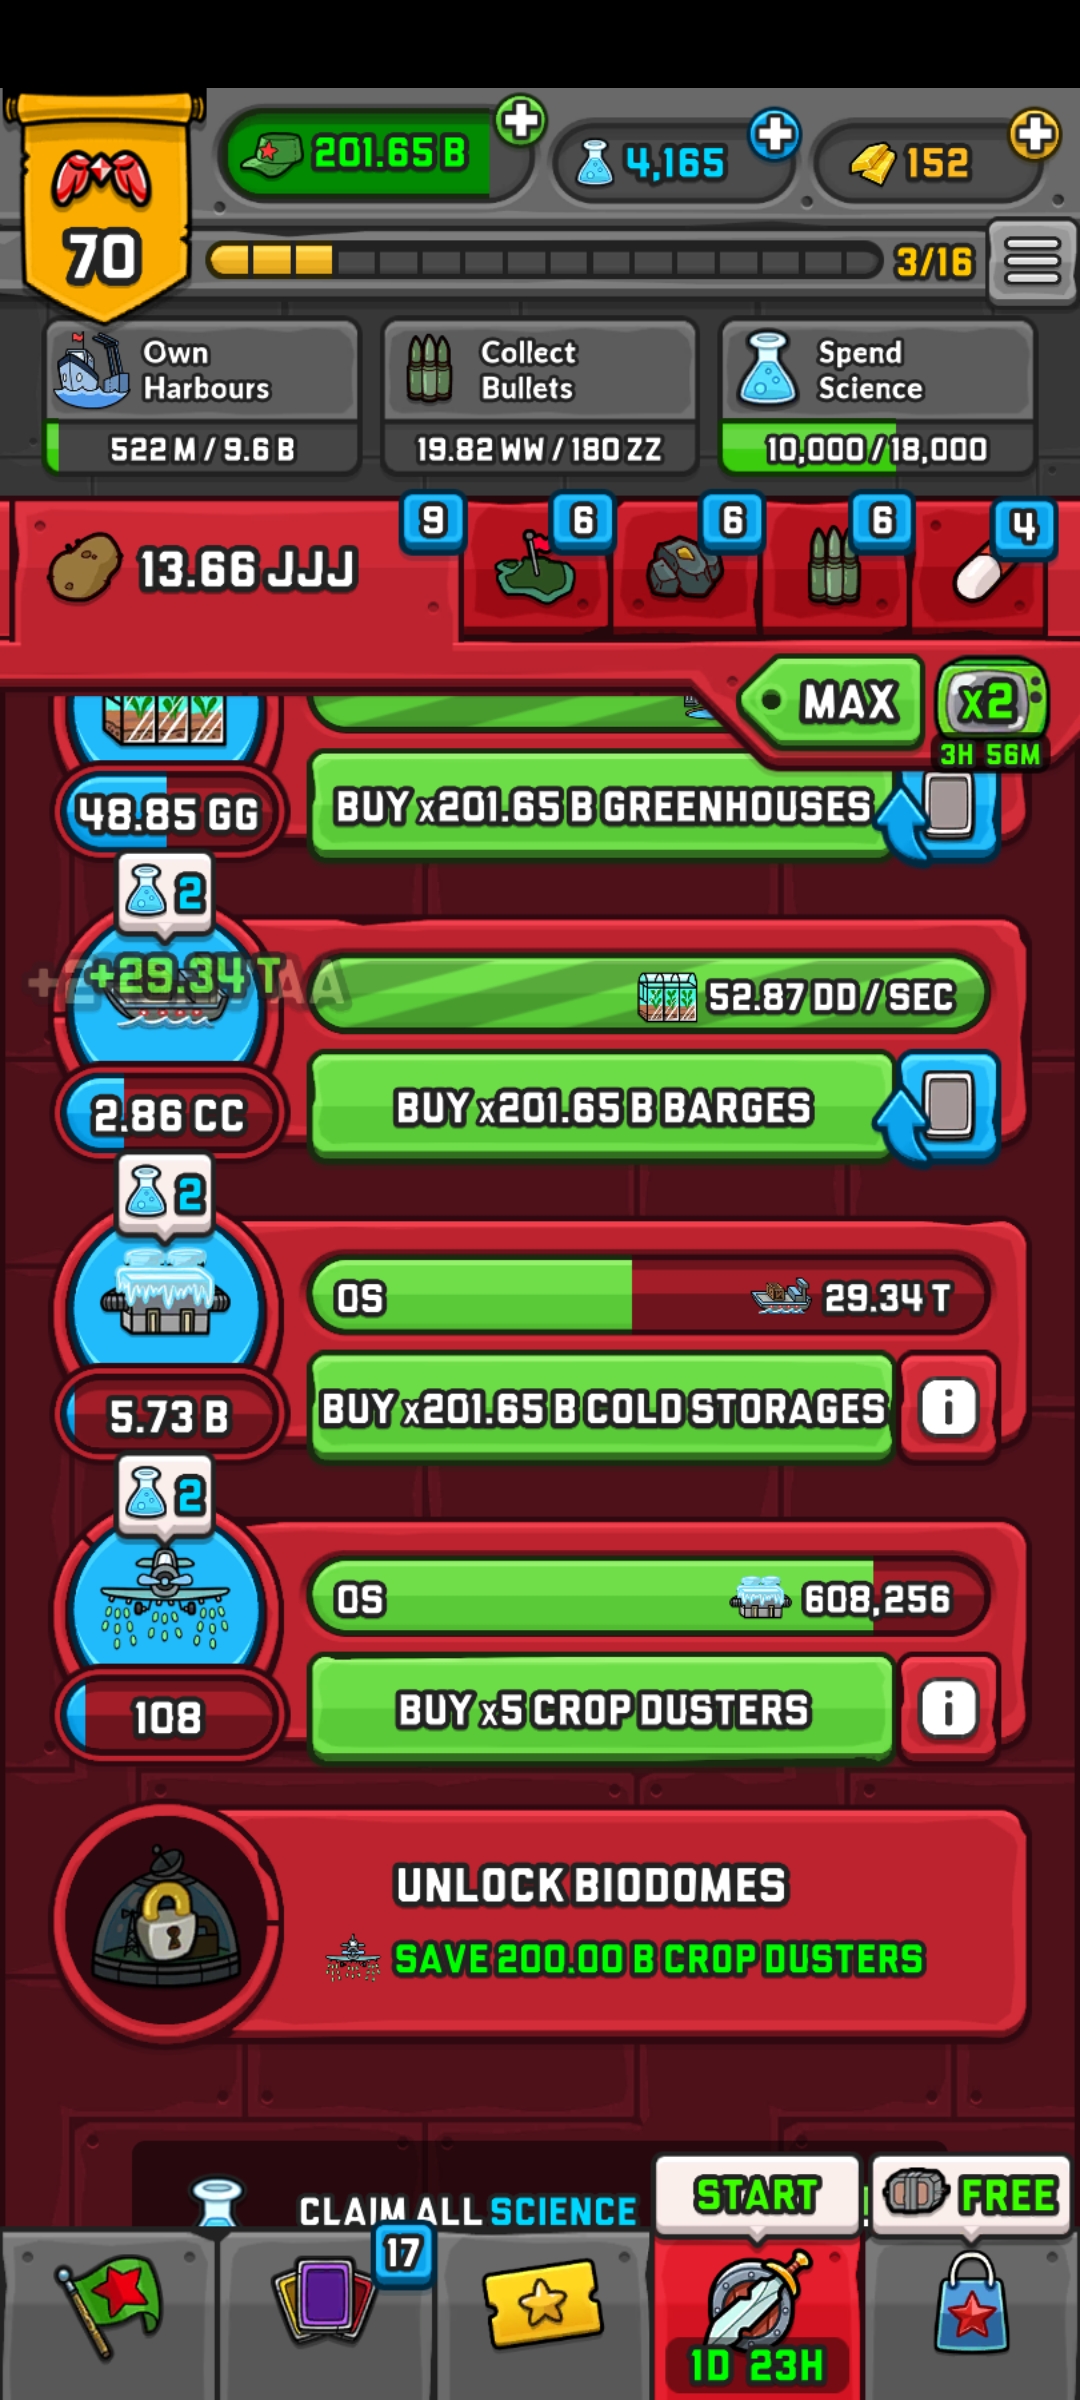 201.65 B
4,165
152
70
3/16
Own
Harbours
522 M / 9.6 B
Collect
Bullets
19.82 WW / 180 ZZ
Spend
Science
10,000 / 18,000
13.66 JJJ
9
6
6
6
4
MAX
x2
3H 56M
48.85 GG
BUY x201.65 B GREENHOUSES
2
+29.34 T
52.87 DD / SEC
2.86 CC
BUY x201.65 B BARGES
2
0S
29.34 T
5.73 B
BUY x201.65 B COLD STORAGES
i
2
0S
608,256
108
BUY x5 CROP DUSTERS
i
UNLOCK BIODOMES
SAVE 200.00 B CROP DUSTERS
CLAIM ALL SCIENCE
START
FREE
17
1D 23H